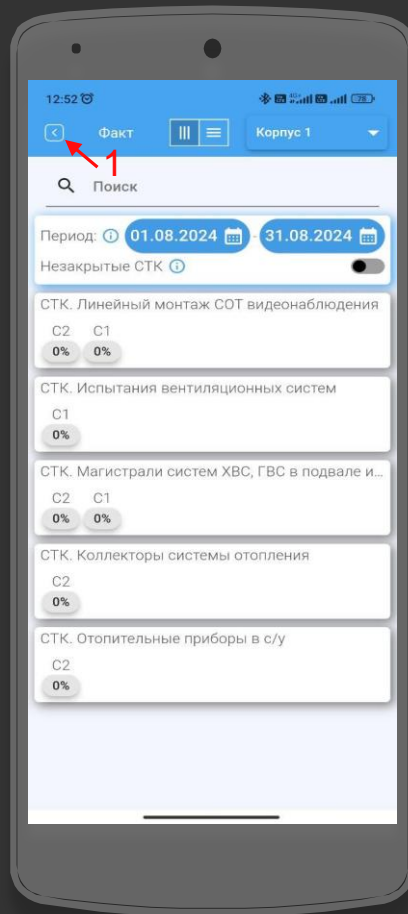 12:52
4G+ 78
Факт Корпус 1
1
Поиск
Период: 01.08.2024 - 31.08.2024
Незакрытые СТК
СТК. Линейный монтаж СОТ видеонаблюдения
С2 С1
0% 0%
СТК. Испытания вентиляционных систем
С1
0%
СТК. Магистрали систем ХВС, ГВС в подвале и...
С2 С1
0% 0%
СТК. Коллекторы системы отопления
С2
0%
СТК. Отопительные приборы в с/у
С2
0%